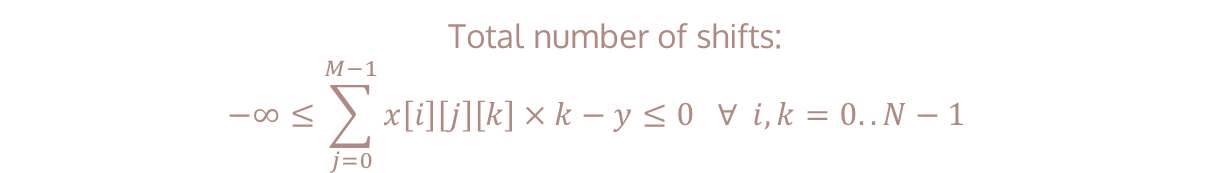 Total number of shifts:
M−1
−∞ ≤ ∑ x[i][j][k] × k − y ≤ 0 ∀ i, k = 0..N − 1
j=0